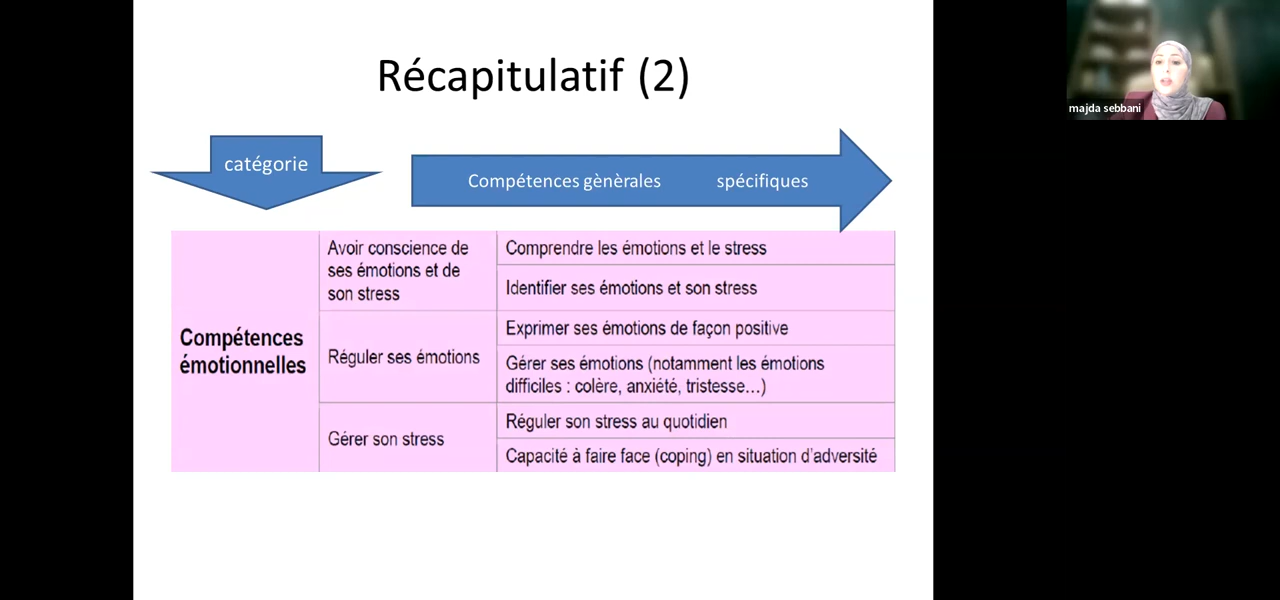 Récapitulatif (2)
majda sebbani
catégorie
Compétences gènèrales spécifiques
Compétences
émotionnelles
Avoir conscience de
ses émotions et de
son stress
Comprendre les émotions et le stress
Identifier ses émotions et son stress
Réguler ses émotions
Exprimer ses émotions de façon positive
Gérer ses émotions (notamment les émotions
difficiles : colère, anxiété, tristesse...)
Gérer son stress
Réguler son stress au quotidien
Capacité à faire face (coping) en situation d'adversité